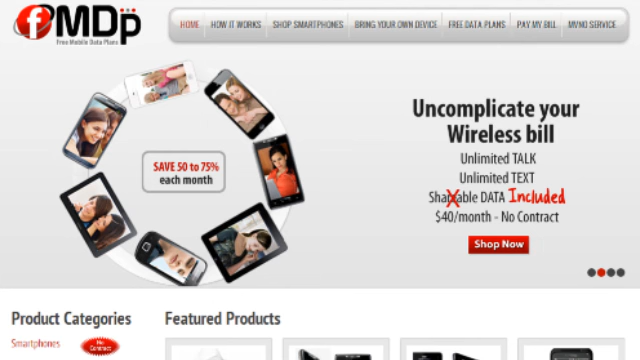 fMDp
Free Mobile Data Plans
HOME HOW IT WORKS SHOP SMARTPHONES BRING YOUR OWN DEVICE FREE DATA PLANS PAY MY BILL MVNO SERVICE
SAVE 50 to 75%
each month
Uncomplicate your
Wireless bill
Unlimited TALK
Unlimited TEXT
Sharable DATA Included
$40/month - No Contract
Shop Now
Product Categories
Featured Products
Smartphones
No
Contract